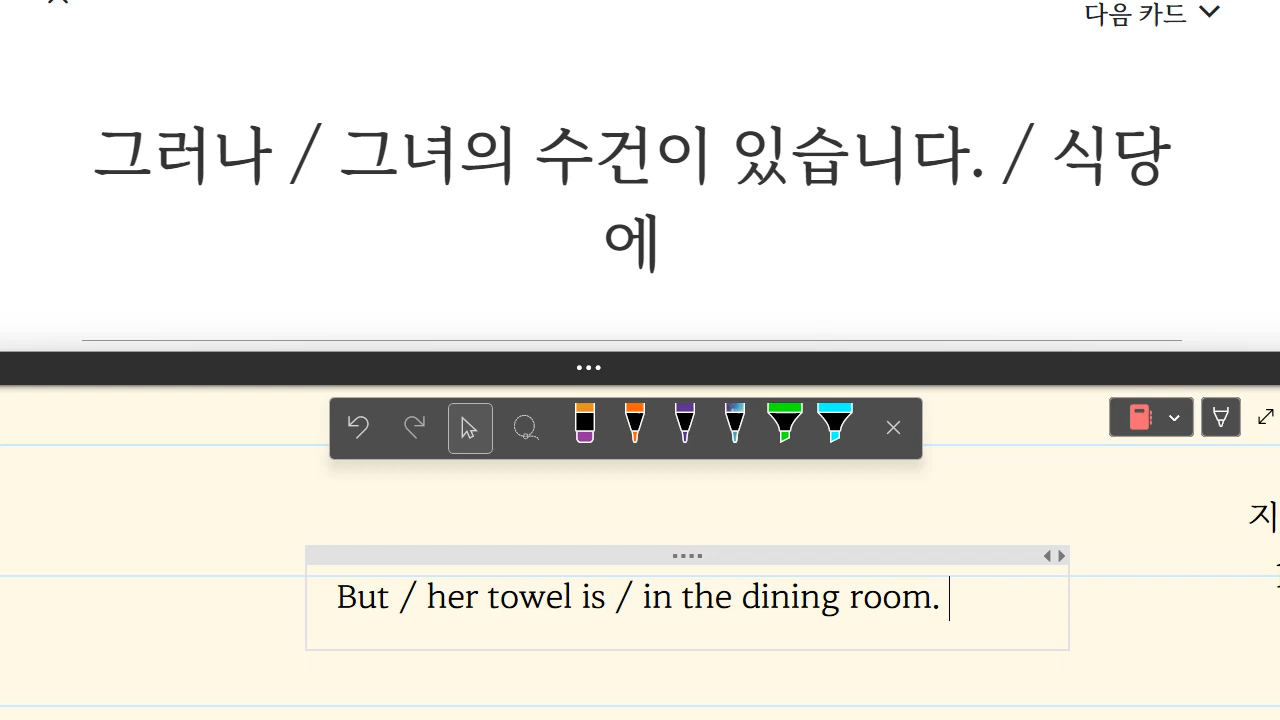 다음 카드
그러나 / 그녀의 수건이 있습니다. / 식당
에
지
But / her towel is / in the dining room.